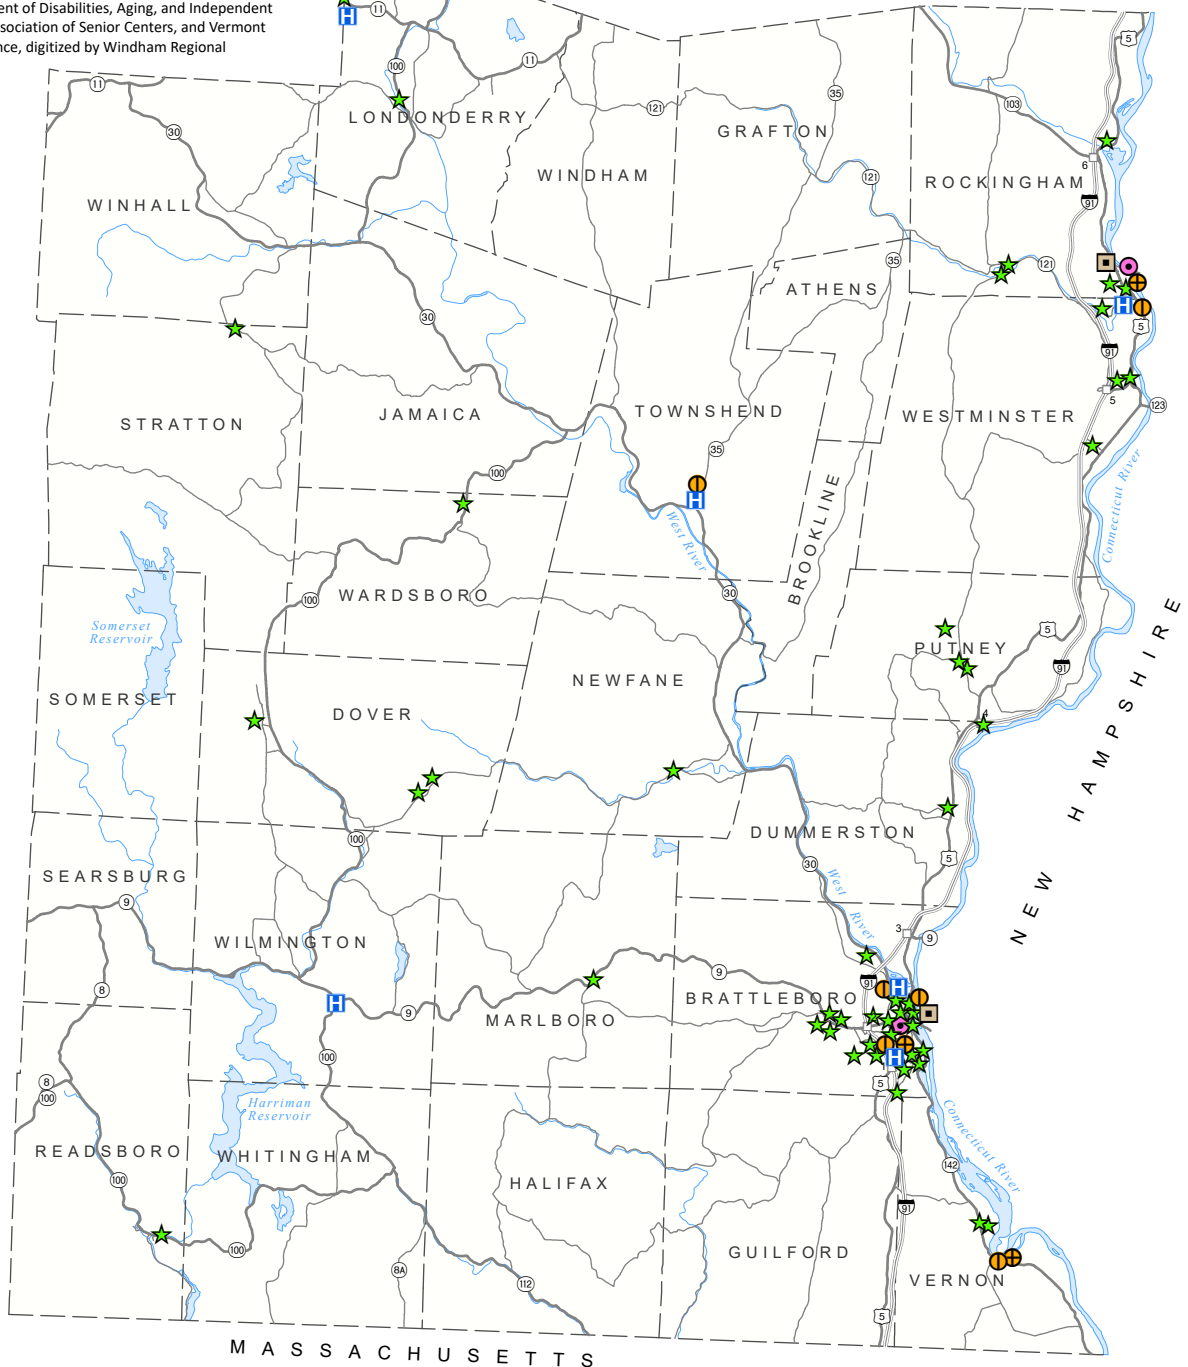 ent of Disabilities, Aging, and Independent
ssociation of Senior Centers, and Vermont
nce, digitized by Windham Regional
H
11
5
11
100
11
35
103
30
121
LONDONDERRY
GRAFTON
6
WINDHAM
121
ROCKINGHAM
91
WINHALL
35
121
ATHENS
H
30
5
91
JAMAICA
TOWNSHEND
5
123
STRATTON
WESTMINSTER
35
100
H
West River
BROOKLINE
Connecticut River
100
WARDSBORO
30
Somerset
Reservoir
5
PUTNEY
91
NEW HAMPSHIRE
SOMERSET
NEWFANE
DOVER
4
100
DUMMERSTON
5
30
SEARSBURG
West River
9
3
9
WILMINGTON
9
91
8
H
BRATTLEBORO
H
9
MARLBORO
100
H
5
8
100
Harriman
Reservoir
Connecticut River
READSBORO
WHITINGHAM
142
100
HALIFAX
91
100
GUILFORD
8A
VERNON
112
5
MASSACHUSETTS